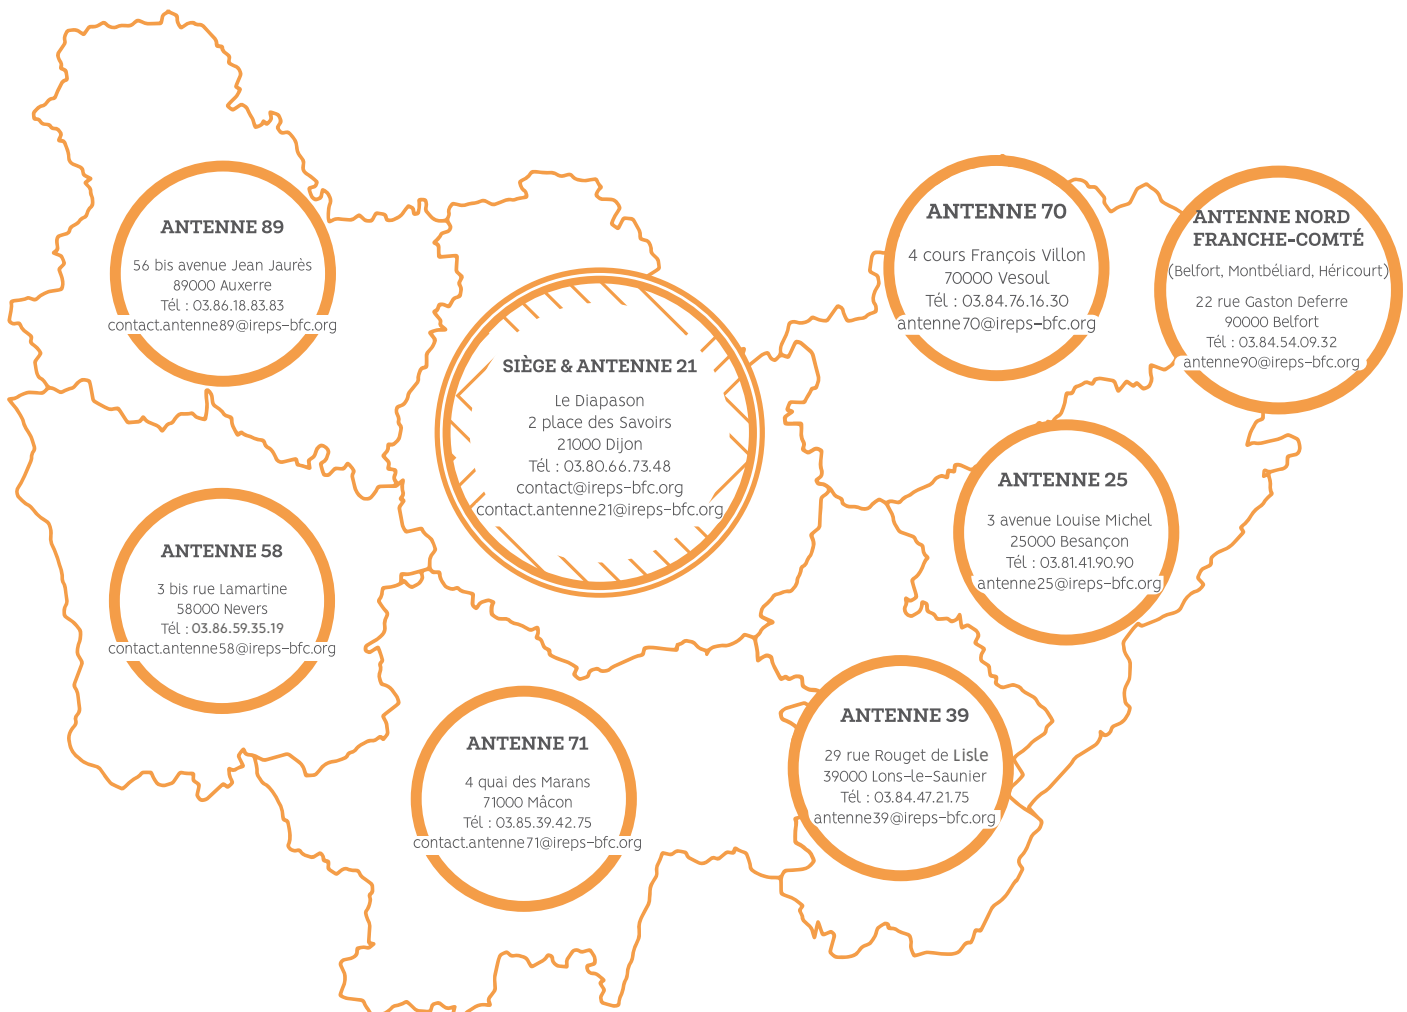 ANTENNE 89
56 bis avenue Jean Jaurès
89000 Auxerre
Tél : 03.86.18.83.83
contact.antenne89@ireps-bfc.org
SIÈGE & ANTENNE 21
Le Diapason
2 place des Savoirs
21000 Dijon
Tél : 03.80.66.73.48
contact@ireps-bfc.org
contact.antenne21@ireps-bfc.org
ANTENNE 70
4 cours François Villon
70000 Vesoul
Tél : 03.84.76.16.30
antenne70@ireps-bfc.org
ANTENNE NORD
FRANCHE-COMTÉ
(Belfort, Montbéliard, Héricourt)
22 rue Gaston Deferre
90000 Belfort
Tél : 03.84.54.09.32
antenne90@ireps-bfc.org
ANTENNE 25
3 avenue Louise Michel
25000 Besançon
Tél : 03.81.41.90.90
antenne25@ireps-bfc.org
ANTENNE 58
3 bis rue Lamartine
58000 Nevers
Tél : 03.86.59.35.19
contact.antenne58@ireps-bfc.org
ANTENNE 71
4 quai des Marans
71000 Mâcon
Tél : 03.85.39.42.75
contact.antenne71@ireps-bfc.org
ANTENNE 39
29 rue Rouget de Lisle
39000 Lons-le-Saunier
Tél : 03.84.47.21.75
antenne39@ireps-bfc.org